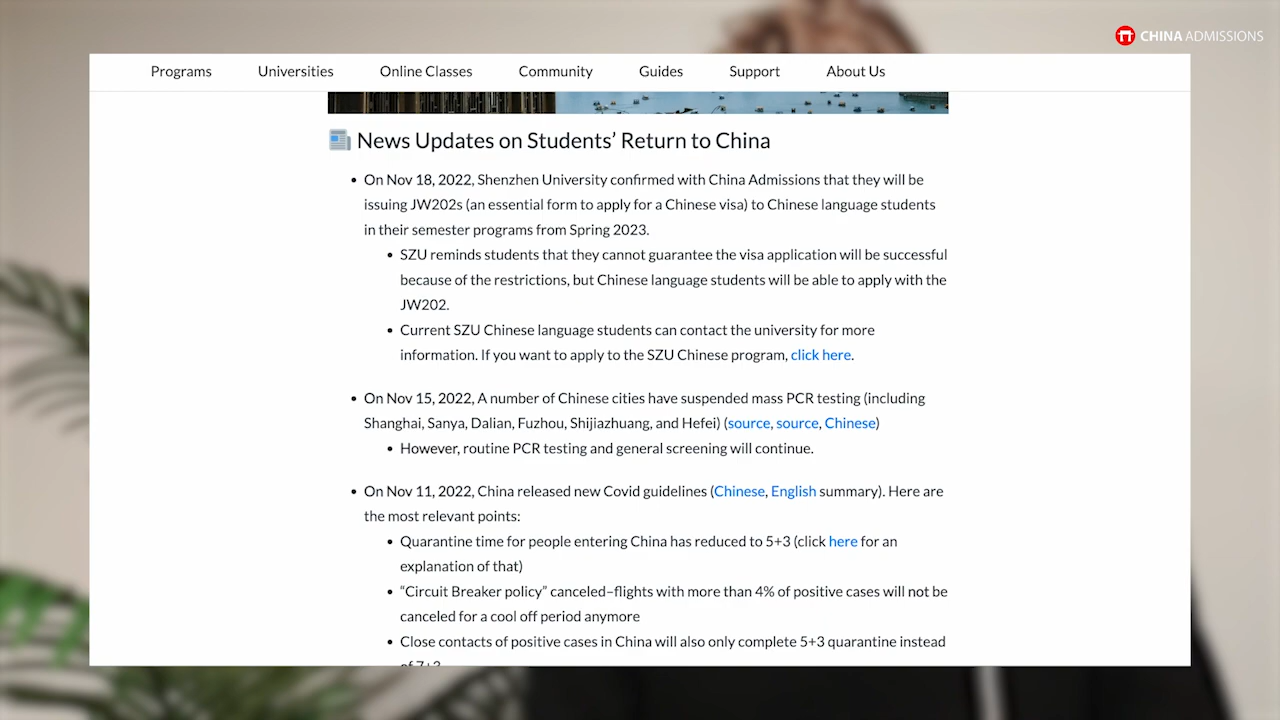 CHINA ADMISSIONS
Programs Universities Online Classes Community Guides Support About Us
News Updates on Students’ Return to China
• On Nov 18, 2022, Shenzhen University confirmed with China Admissions that they will be
issuing JW202s (an essential form to apply for a Chinese visa) to Chinese language students
in their semester programs from Spring 2023.
• SZU reminds students that they cannot guarantee the visa application will be successful
because of the restrictions, but Chinese language students will be able to apply with the
JW202.
• Current SZU Chinese language students can contact the university for more
information. If you want to apply to the SZU Chinese program, click here.
• On Nov 15, 2022, A number of Chinese cities have suspended mass PCR testing (including
Shanghai, Sanya, Dalian, Fuzhou, Shijiazhuang, and Hefei) (source, source, Chinese)
• However, routine PCR testing and general screening will continue.
• On Nov 11, 2022, China released new Covid guidelines (Chinese, English summary). Here are
the most relevant points:
• Quarantine time for people entering China has reduced to 5+3 (click here for an
explanation of that)
• “Circuit Breaker policy” canceled–flights with more than 4% of positive cases will not be
canceled for a cool off period anymore
• Close contacts of positive cases in China will also only complete 5+3 quarantine instead
of 7+3